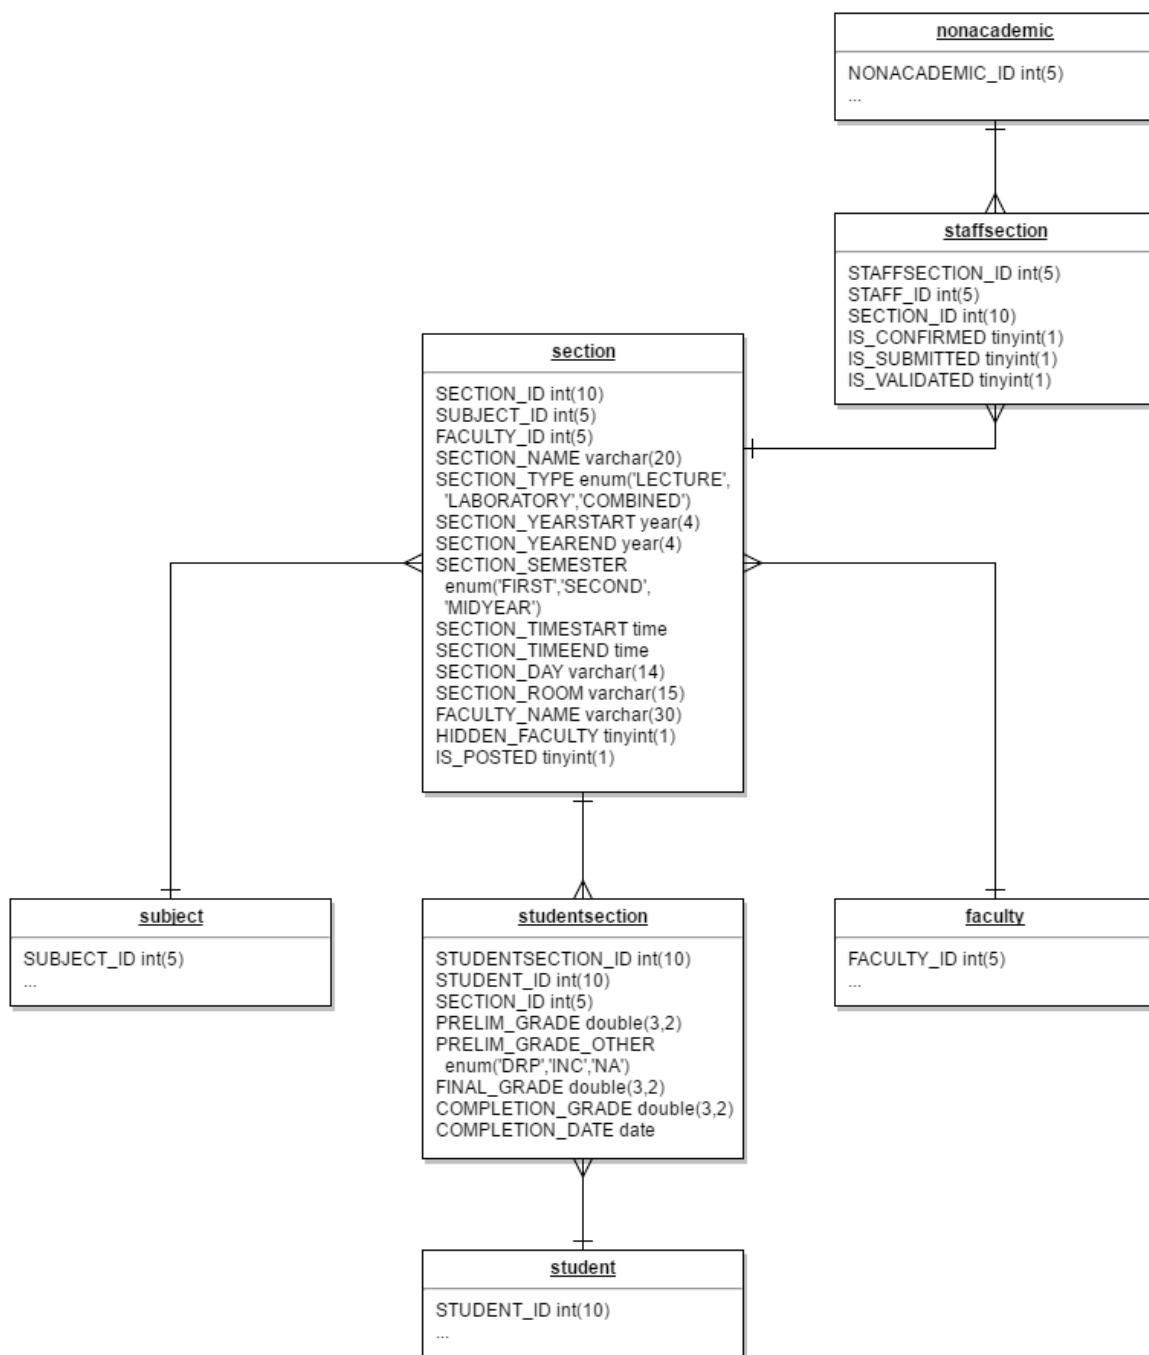 nonacademic
NONACADEMIC_ID int(5)
...
staffsection
STAFFSECTION_ID int(5)
STAFF_ID int(5)
SECTION_ID int(10)
IS_CONFIRMED tinyint(1)
IS_SUBMITTED tinyint(1)
IS_VALIDATED tinyint(1)
section
SECTION_ID int(10)
SUBJECT_ID int(5)
FACULTY_ID int(5)
SECTION_NAME varchar(20)
SECTION_TYPE enum('LECTURE',
'LABORATORY','COMBINED')
SECTION_YEARSTART year(4)
SECTION_YEAREND year(4)
SECTION_SEMESTER
enum('FIRST','SECOND',
'MIDYEAR')
SECTION_TIMESTART time
SECTION_TIMEEND time
SECTION_DAY varchar(14)
SECTION_ROOM varchar(15)
FACULTY_NAME varchar(30)
HIDDEN_FACULTY tinyint(1)
IS_POSTED tinyint(1)
subject
SUBJECT_ID int(5)
...
studentsection
STUDENTSECTION_ID int(10)
STUDENT_ID int(10)
SECTION_ID int(5)
PRELIM_GRADE double(3,2)
PRELIM_GRADE_OTHER
enum('DRP','INC','NA')
FINAL_GRADE double(3,2)
COMPLETION_GRADE double(3,2)
COMPLETION_DATE date
faculty
FACULTY_ID int(5)
...
student
STUDENT_ID int(10)
...